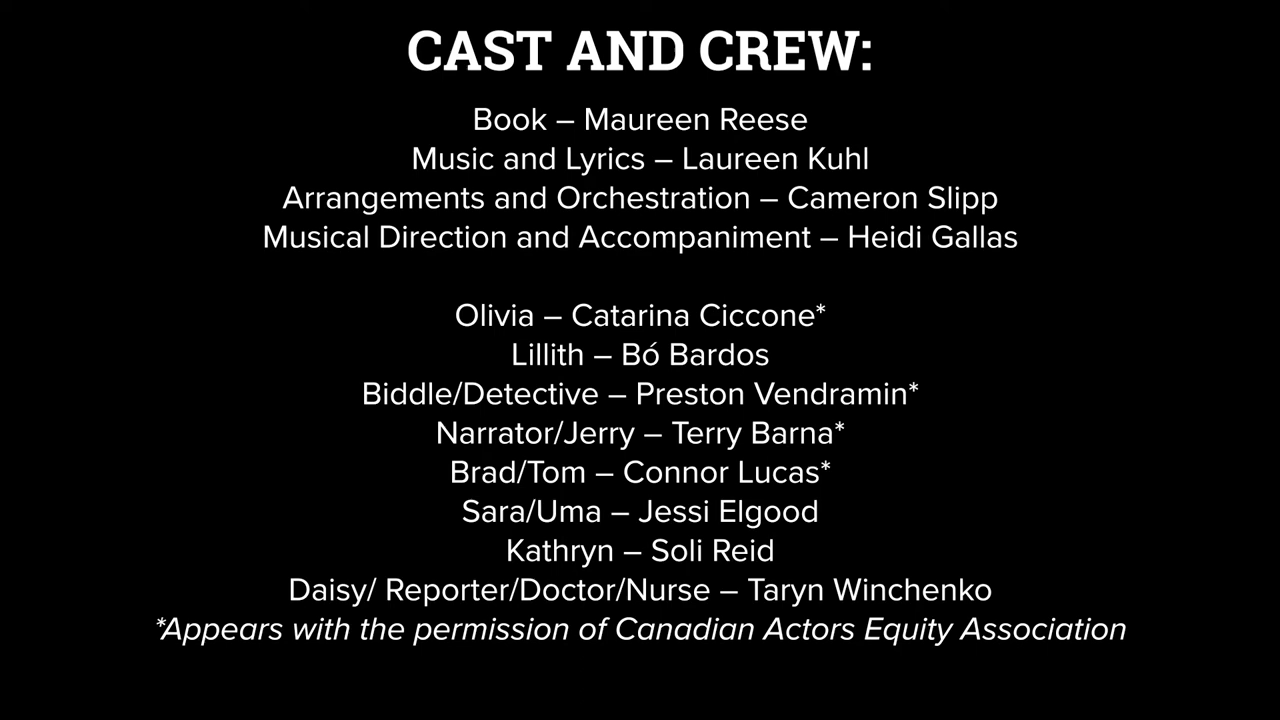 CAST AND CREW:
Book – Maureen Reese
Music and Lyrics – Laureen Kuhl
Arrangements and Orchestration – Cameron Slipp
Musical Direction and Accompaniment – Heidi Gallas
Olivia – Catarina Ciccone*
Lillith – Bó Bardos
Biddle/Detective – Preston Vendramin*
Narrator/Jerry – Terry Barna*
Brad/Tom – Connor Lucas*
Sara/Uma – Jessi Elgood
Kathryn – Soli Reid
Daisy/ Reporter/Doctor/Nurse – Taryn Winchenko
*Appears with the permission of Canadian Actors Equity Association